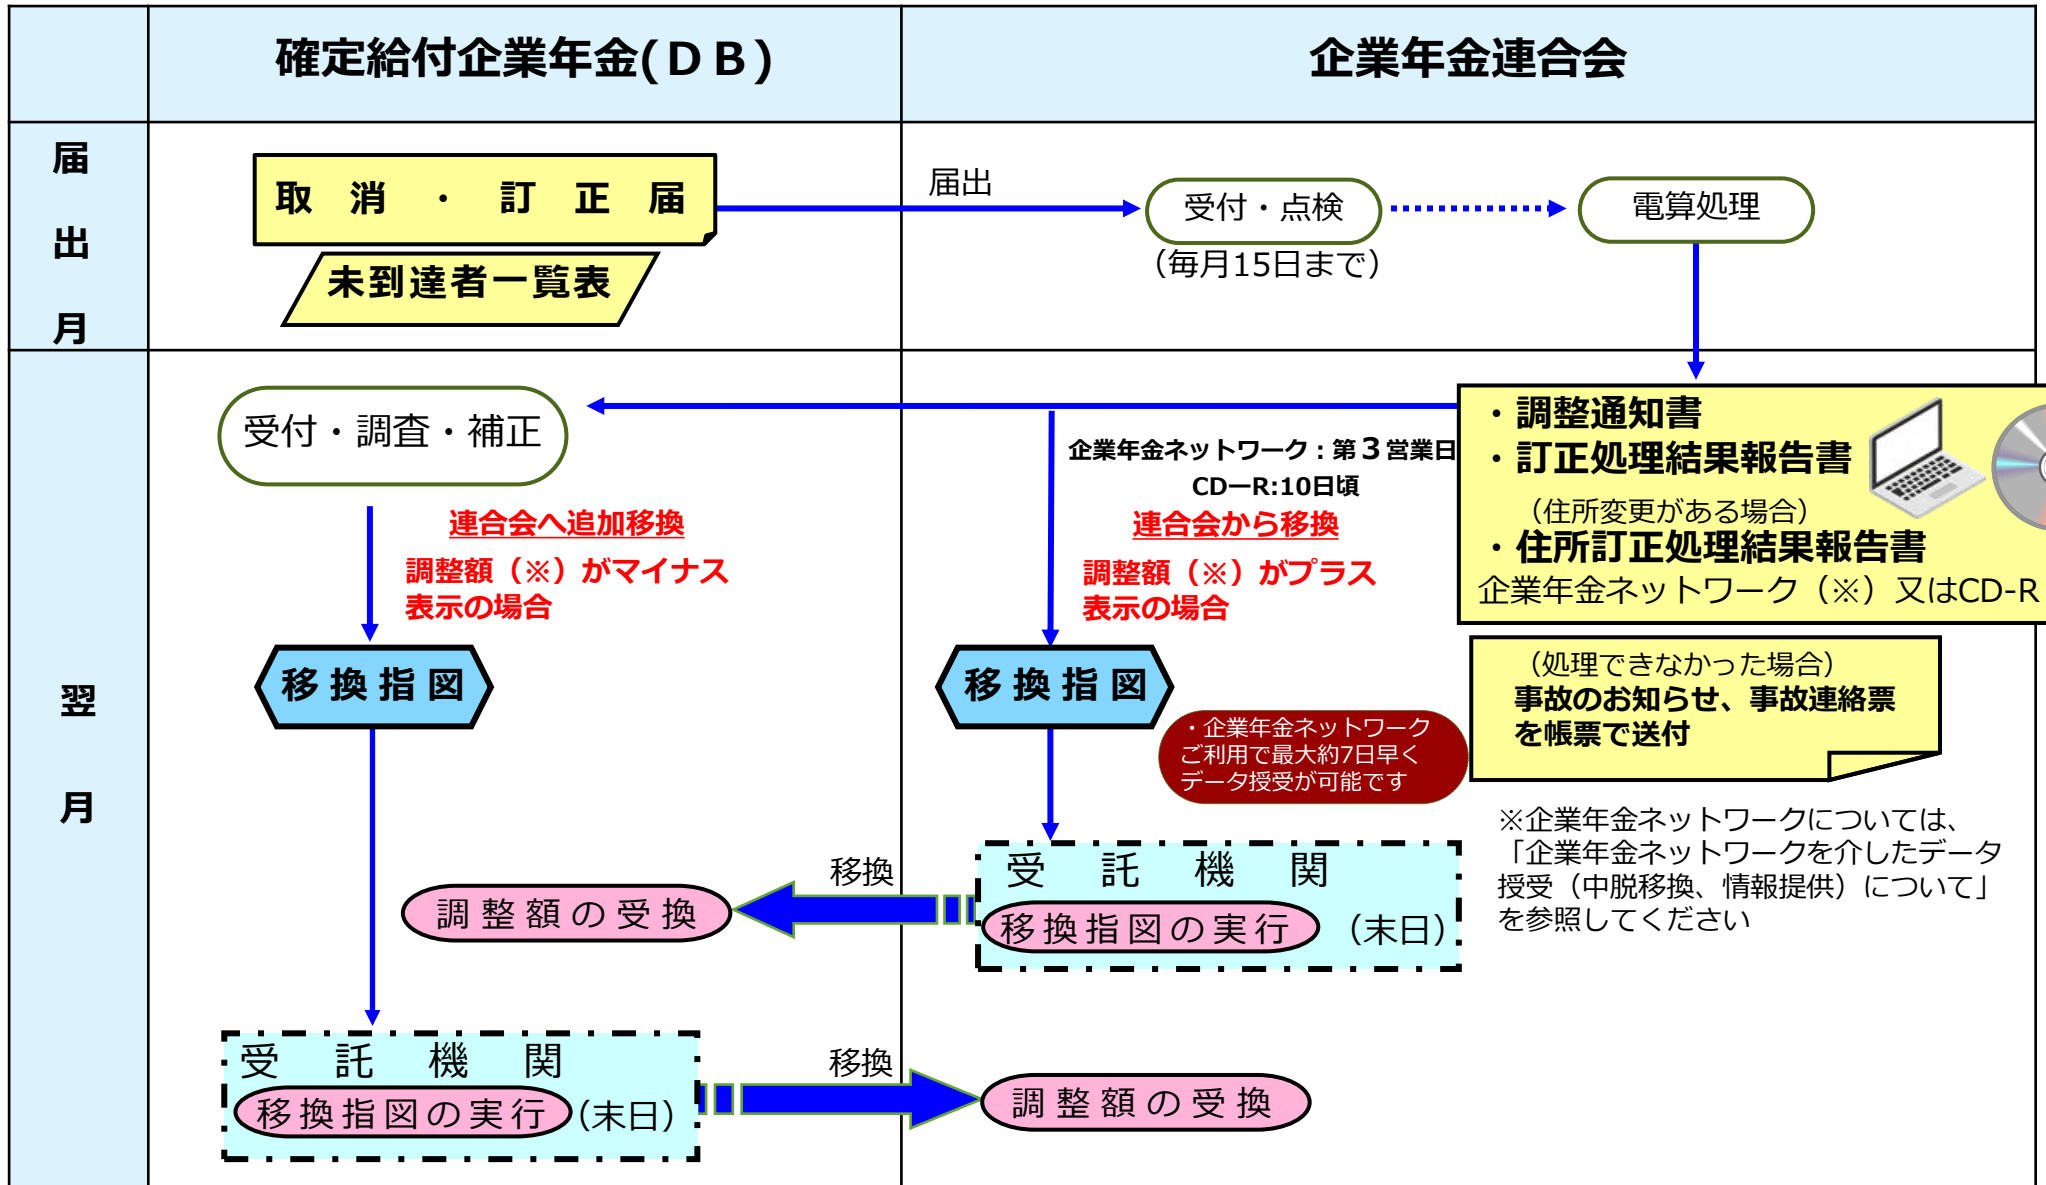 確定給付企業年金(ＤＢ)
企業年金連合会
届
出
月
取消・訂正届
未到達者一覧表
届出
受付・点検
（毎月15日まで）
電算処理
翌
月
受付・調査・補正
連合会へ追加移換
調整額（※）がマイナス
表示の場合
移換指図
企業年金ネットワーク：第３営業日
CDーR:10日頃
連合会から移換
調整額（※）がプラス
表示の場合
移換指図
・調整通知書
・訂正処理結果報告書
（住所変更がある場合）
・住所訂正処理結果報告書
企業年金ネットワーク（※）又はCD-R
（処理できなかった場合）
事故のお知らせ、事故連絡票
を帳票で送付
・企業年金ネットワーク
ご利用で最大約7日早く
データ授受が可能です
※企業年金ネットワークについては、
「企業年金ネットワークを介したデータ
授受（中脱移換、情報提供）について」
を参照してください
受託機関
移換指図の実行（末日）
移換
調整額の受換
受託機関
移換指図の実行（末日）
移換
調整額の受換